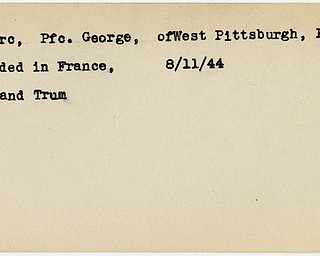 rc, Pfc. George, ofWest Pittsburgh,
ded in France, 8/11/44
and Trum